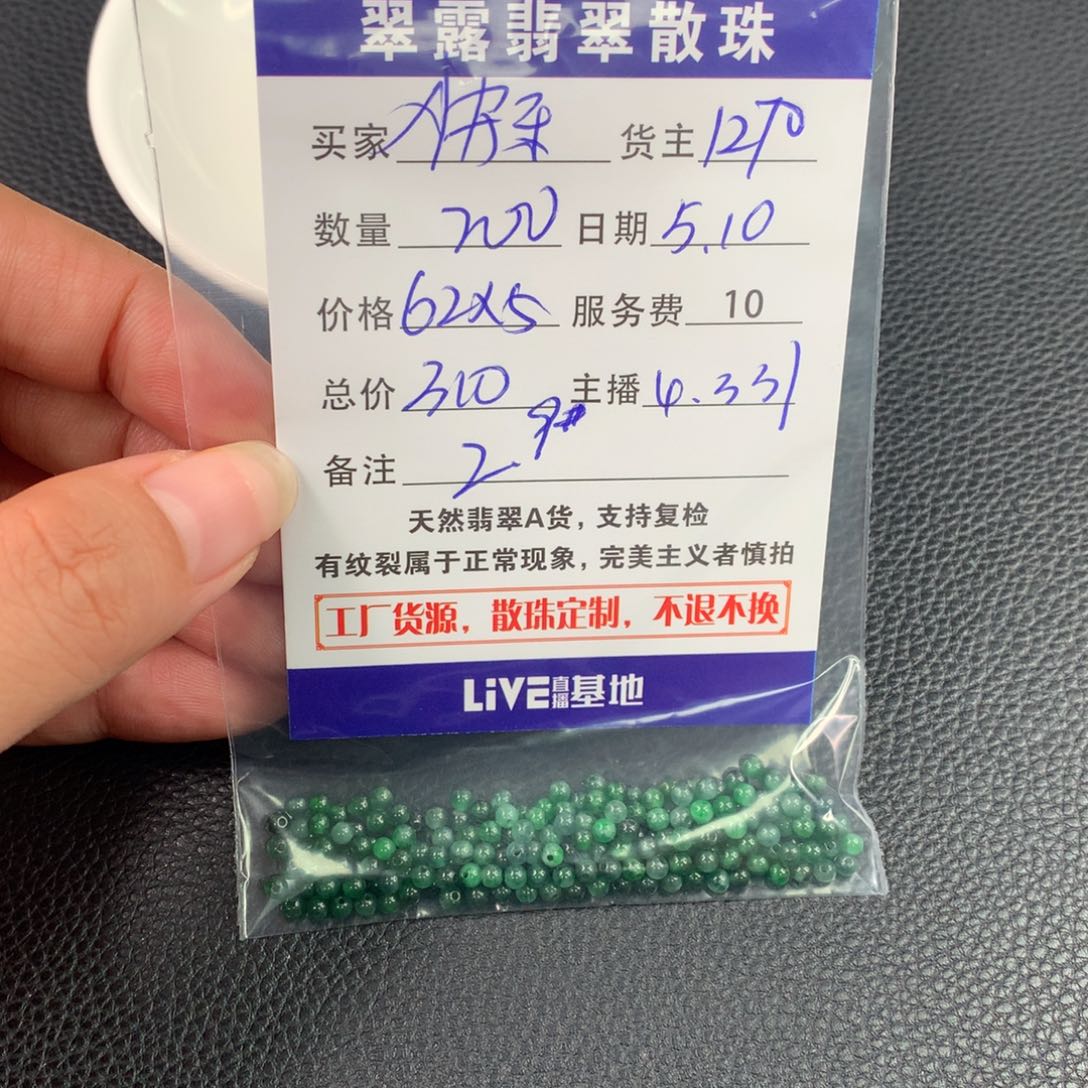 翠露翡翠散珠
买家 货主
数量 200 日期 5.10
价格 62x5 服务费 10
总价 310 主播 4.331
备注 2.
天然翡翠A货，支持复检
有纹裂属于正常现象，完美主义者慎拍
工厂货源，散珠定制，不退不换
LiVE直播基地